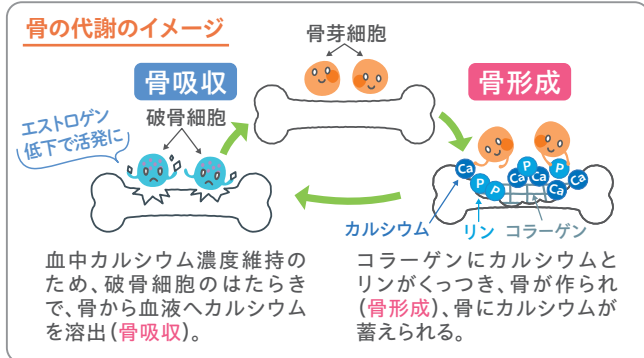 骨の代謝のイメージ
骨芽細胞
骨吸収
破骨細胞
エストロゲン
低下で活発に
骨形成
Ca
P
P
P
Ca
P
Ca
Ca
Ca
カルシウム
リン
コラーゲン
血中カルシウム濃度維持の
ため、破骨細胞のはたらき
で、骨から血液へカルシウム
を溶出(骨吸収)。
コラーゲンにカルシウムと
リンがくっつき、骨が作られ
(骨形成)、骨にカルシウムが
蓄えられる。